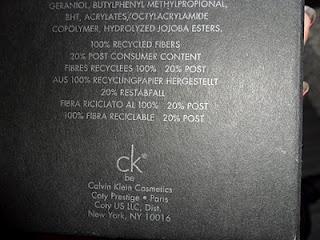 GERANIOL, BUTYLPHENYL METHYLPROPIONAL,
BHT, ACRYLATES/OCTYLACRYLAMIDE
COPOLYMER, HYDROLYZED JOJOBA ESTERS,
100% RECYCLED FIBERS
20% POST CONSUMER CONTENT
FIBRES RECYCLEES 100% 20% POST
AUS 100% RECYCLINGPAPIER HERGESTELLT
20% RESTABFALL
FIBRA RICICLATO AL 100% 20% POST
100% FIBRA RECICLABLE 20% POST
ck®
be
Calvin Klein Cosmetics
Coty Prestige • Paris
Coty US LLC, Dist.
New York, NY 10016